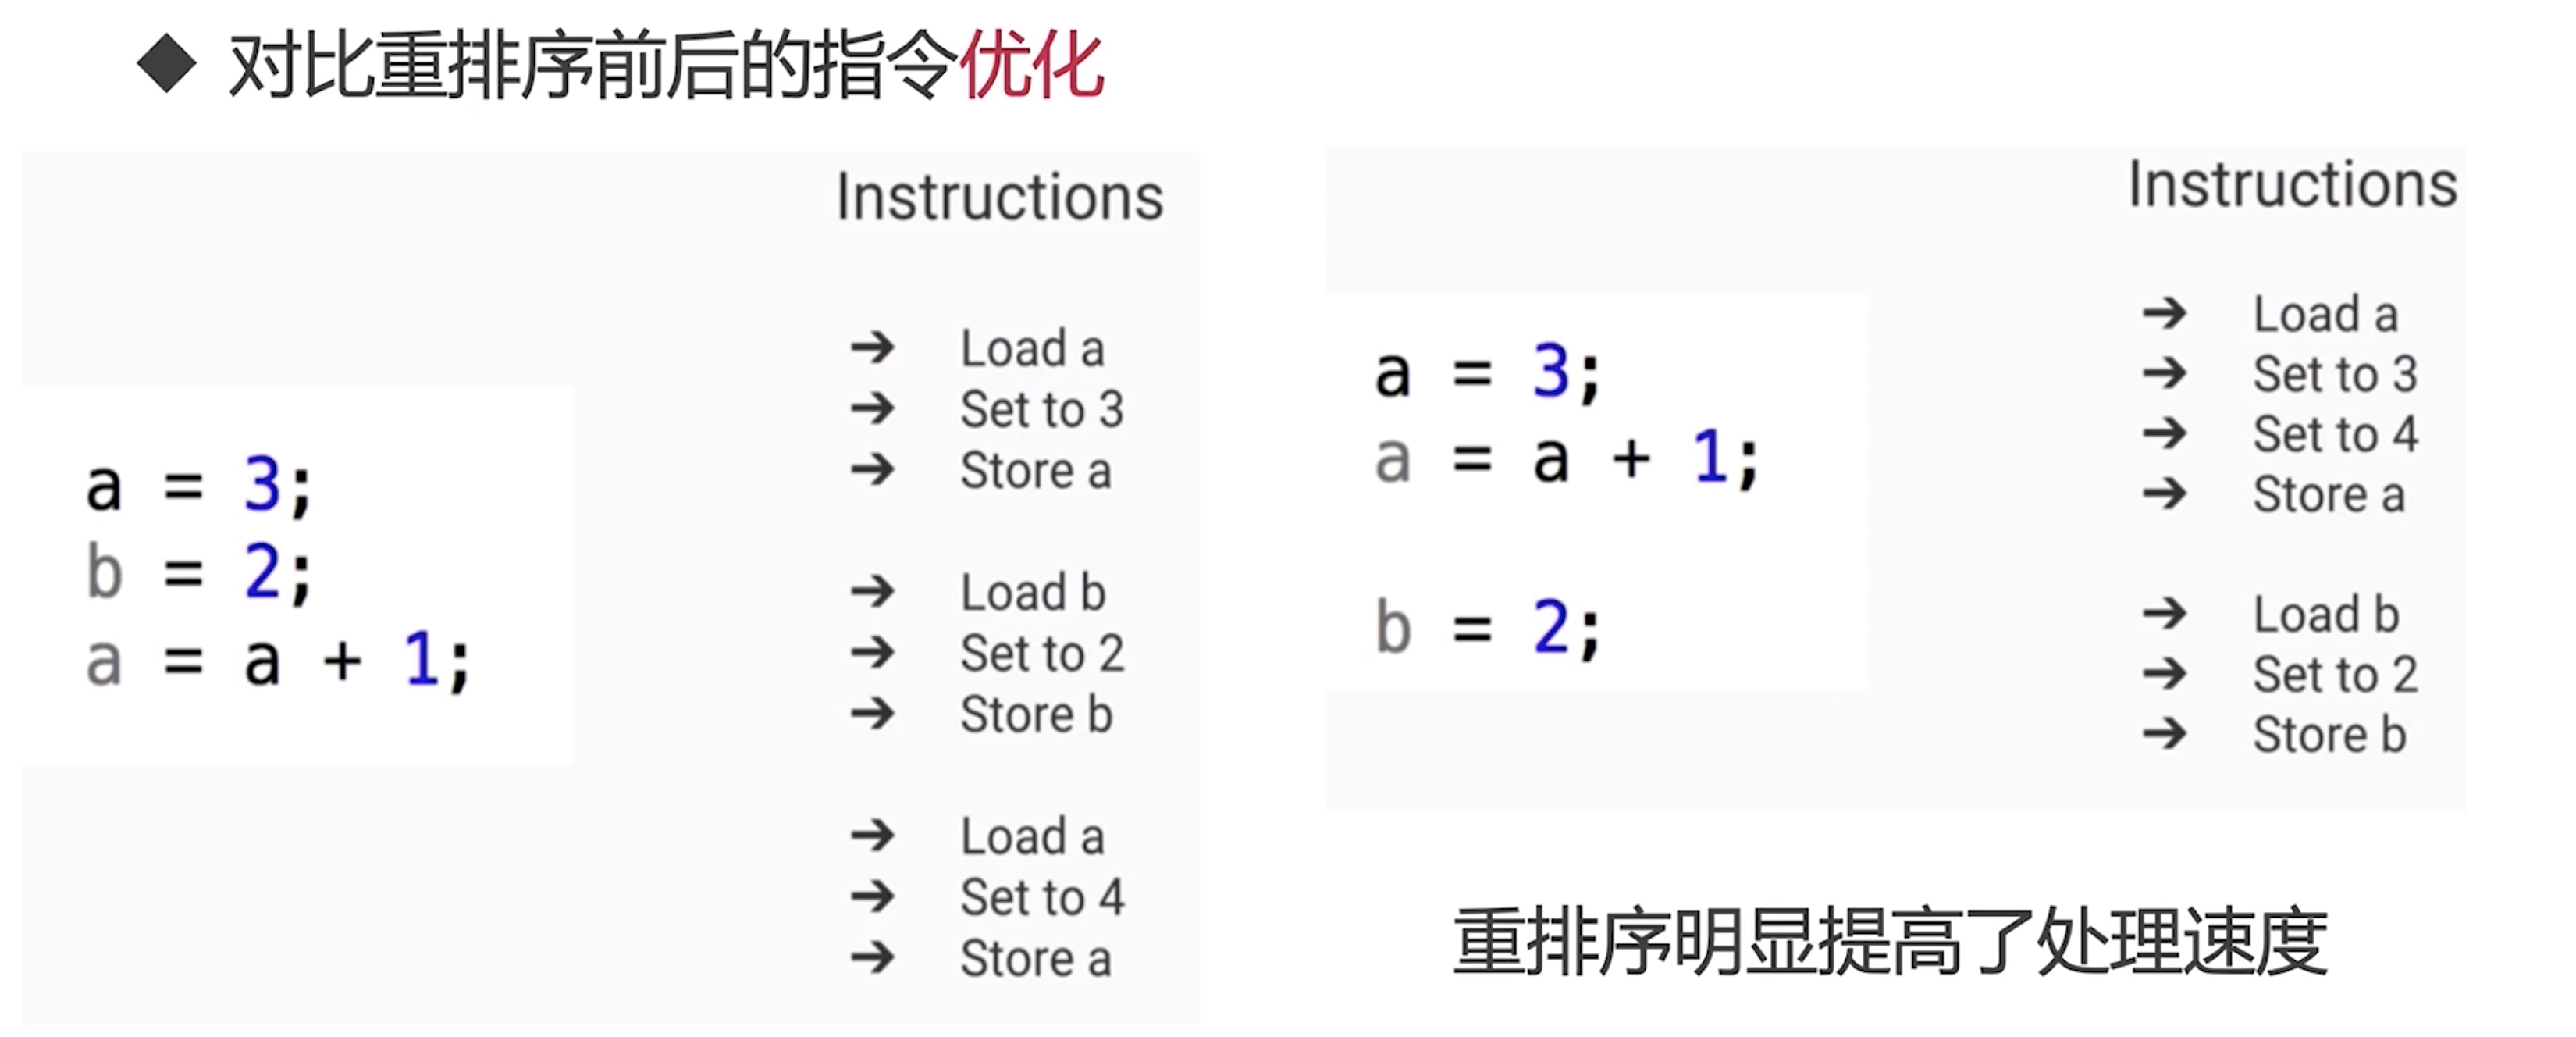 ◆ 对比重排序前后的指令优化
Instructions
→ Load a
→ Set to 3
→ Store a
→ Load b
→ Set to 2
→ Store b
→ Load a
→ Set to 4
→ Store a
a = 3;
b = 2;
a = a + 1;
Instructions
→ Load a
→ Set to 3
→ Set to 4
→ Store a
→ Load b
→ Set to 2
→ Store b
a = 3;
a = a + 1;
b = 2;
重排序明显提高了处理速度